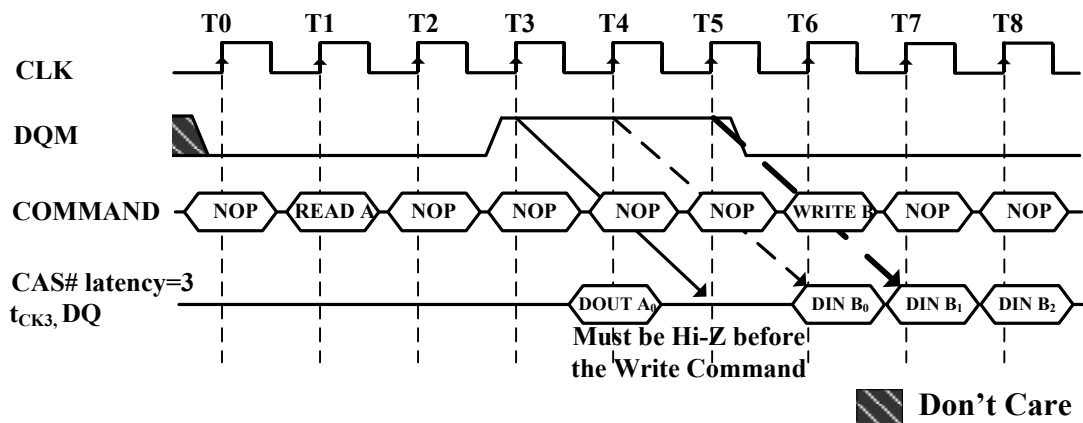 T0 T1 T2 T3 T4 T5 T6 T7 T8
CLK
DQM
COMMAND NOP READ A NOP NOP NOP NOP WRITE B NOP NOP
CAS# latency=3
tCK3, DQ DOUT A0 DIN B0 DIN B1 DIN B2
Must be Hi-Z before
the Write Command
Don't Care